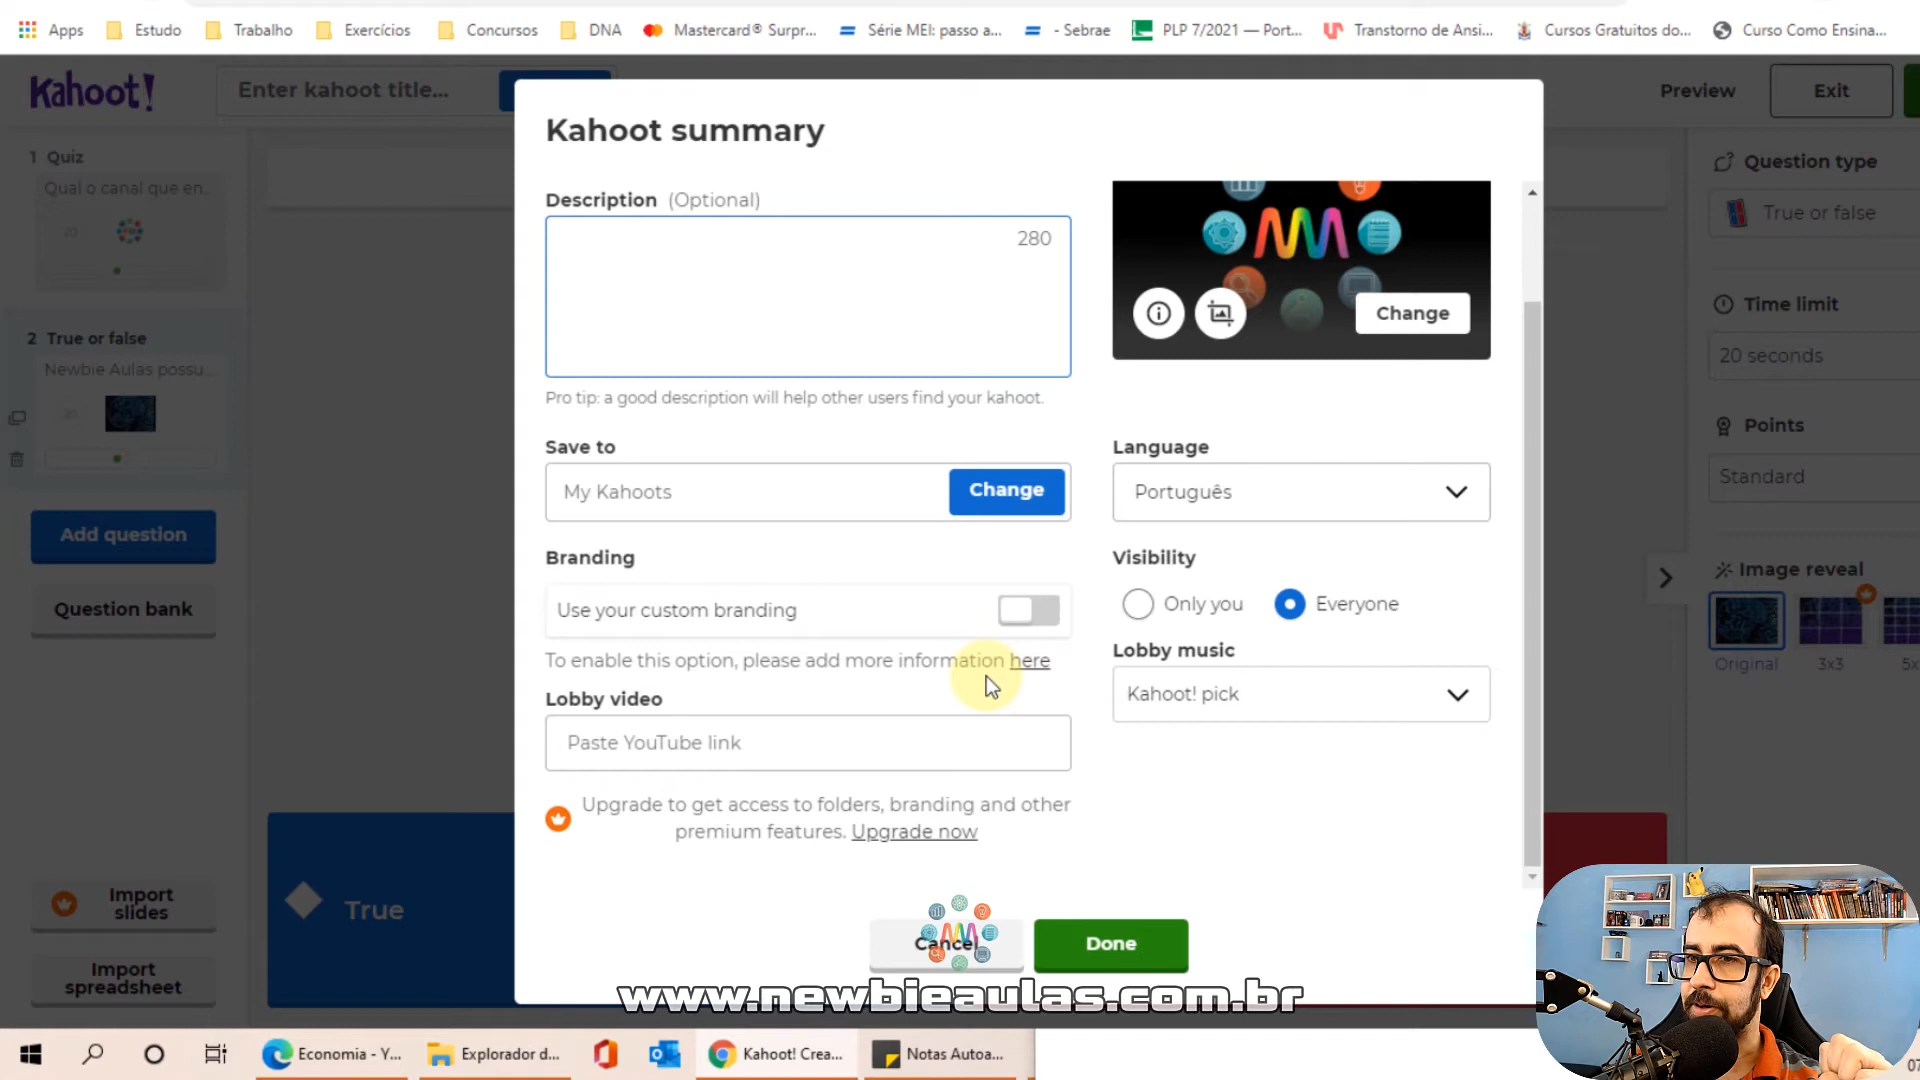 Apps
Estudo
Trabalho
Exercícios
Concursos
DNA
Mastercard® Surpr...
Série MEI: passo a...
- Sebrae
PLP 7/2021 — Port...
Transtorno de Ansi...
Cursos Gratuitos do...
Curso Como Ensina...
Kahoot!
Enter kahoot title...
Preview
Exit
1 Quiz
Qual o canal que en...
2 True or false
Newbie Aulas possu...
Add question
Question bank
Import
slides
Import
spreadsheet
True
Kahoot summary
Description (Optional)
280
Pro tip: a good description will help other users find your kahoot.
Change
Save to
My Kahoots
Change
Language
Português
Branding
Use your custom branding
To enable this option, please add more information here
Visibility
Only you
Everyone
Lobby video
Paste YouTube link
Lobby music
Kahoot! pick
Upgrade to get access to folders, branding and other
premium features. Upgrade now
Cancel
Done
Question type
True or false
Time limit
20 seconds
Points
Standard
Image reveal
Original
3x3
5x
www.newbieaulas.com.br
Economia - Y...
Explorador d...
Kahoot! Crea...
Notas Autoa...
07